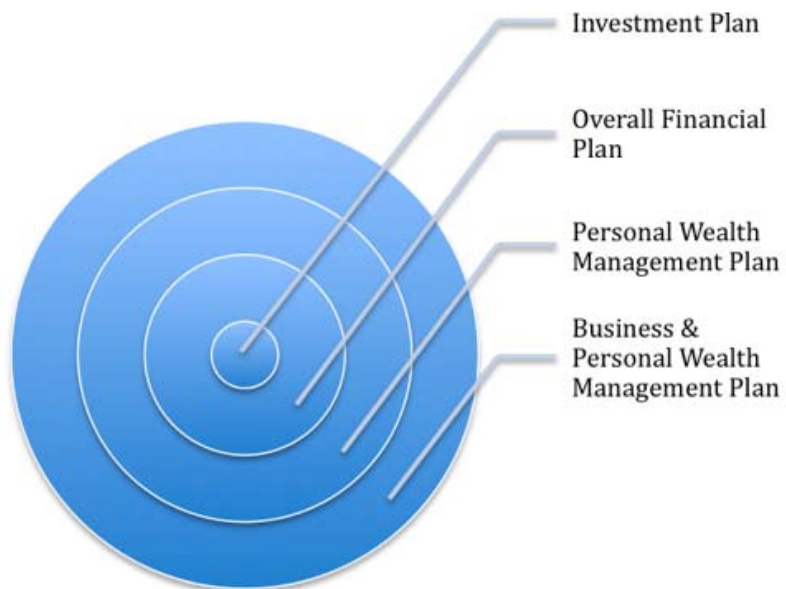 Investment Plan
Overall Financial
Plan
Personal Wealth
Management Plan
Business &
Personal Wealth
Management Plan